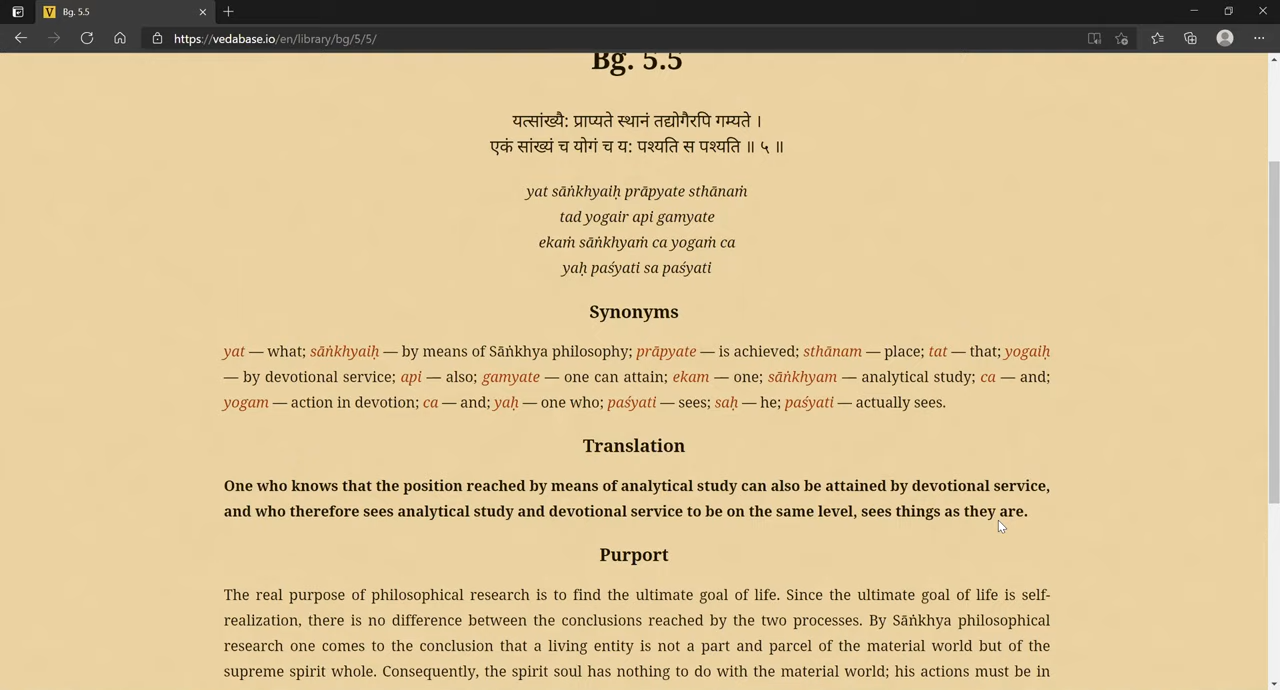 Bg. 5.5
https://vedabase.io/en/library/bg/5/5/
Bg. 5.5
यत्सांख्यै: प्राप्यते स्थानं तद्योगैरपि गम्यते ।
एकं सांख्यं च योगं च य: पश्यति स पश्यति ॥ ५ ॥
yat sāṅkhyaiḥ prāpyate sthānaṁ
tad yogair api gamyate
ekaṁ sāṅkhyaṁ ca yogaṁ ca
yaḥ paśyati sa paśyati
Synonyms
yat — what; sāṅkhyaiḥ — by means of Sāṅkhya philosophy; prāpyate — is achieved; sthānam — place; tat — that; yogaiḥ
— by devotional service; api — also; gamyate — one can attain; ekam — one; sāṅkhyam — analytical study; ca — and;
yogam — action in devotion; ca — and; yaḥ — one who; paśyati — sees; saḥ — he; paśyati — actually sees.
Translation
One who knows that the position reached by means of analytical study can also be attained by devotional service,
and who therefore sees analytical study and devotional service to be on the same level, sees things as they are.
Purport
The real purpose of philosophical research is to find the ultimate goal of life. Since the ultimate goal of life is self-
realization, there is no difference between the conclusions reached by the two processes. By Sāṅkhya philosophical
research one comes to the conclusion that a living entity is not a part and parcel of the material world but of the
supreme spirit whole. Consequently, the spirit soul has nothing to do with the material world; his actions must be in